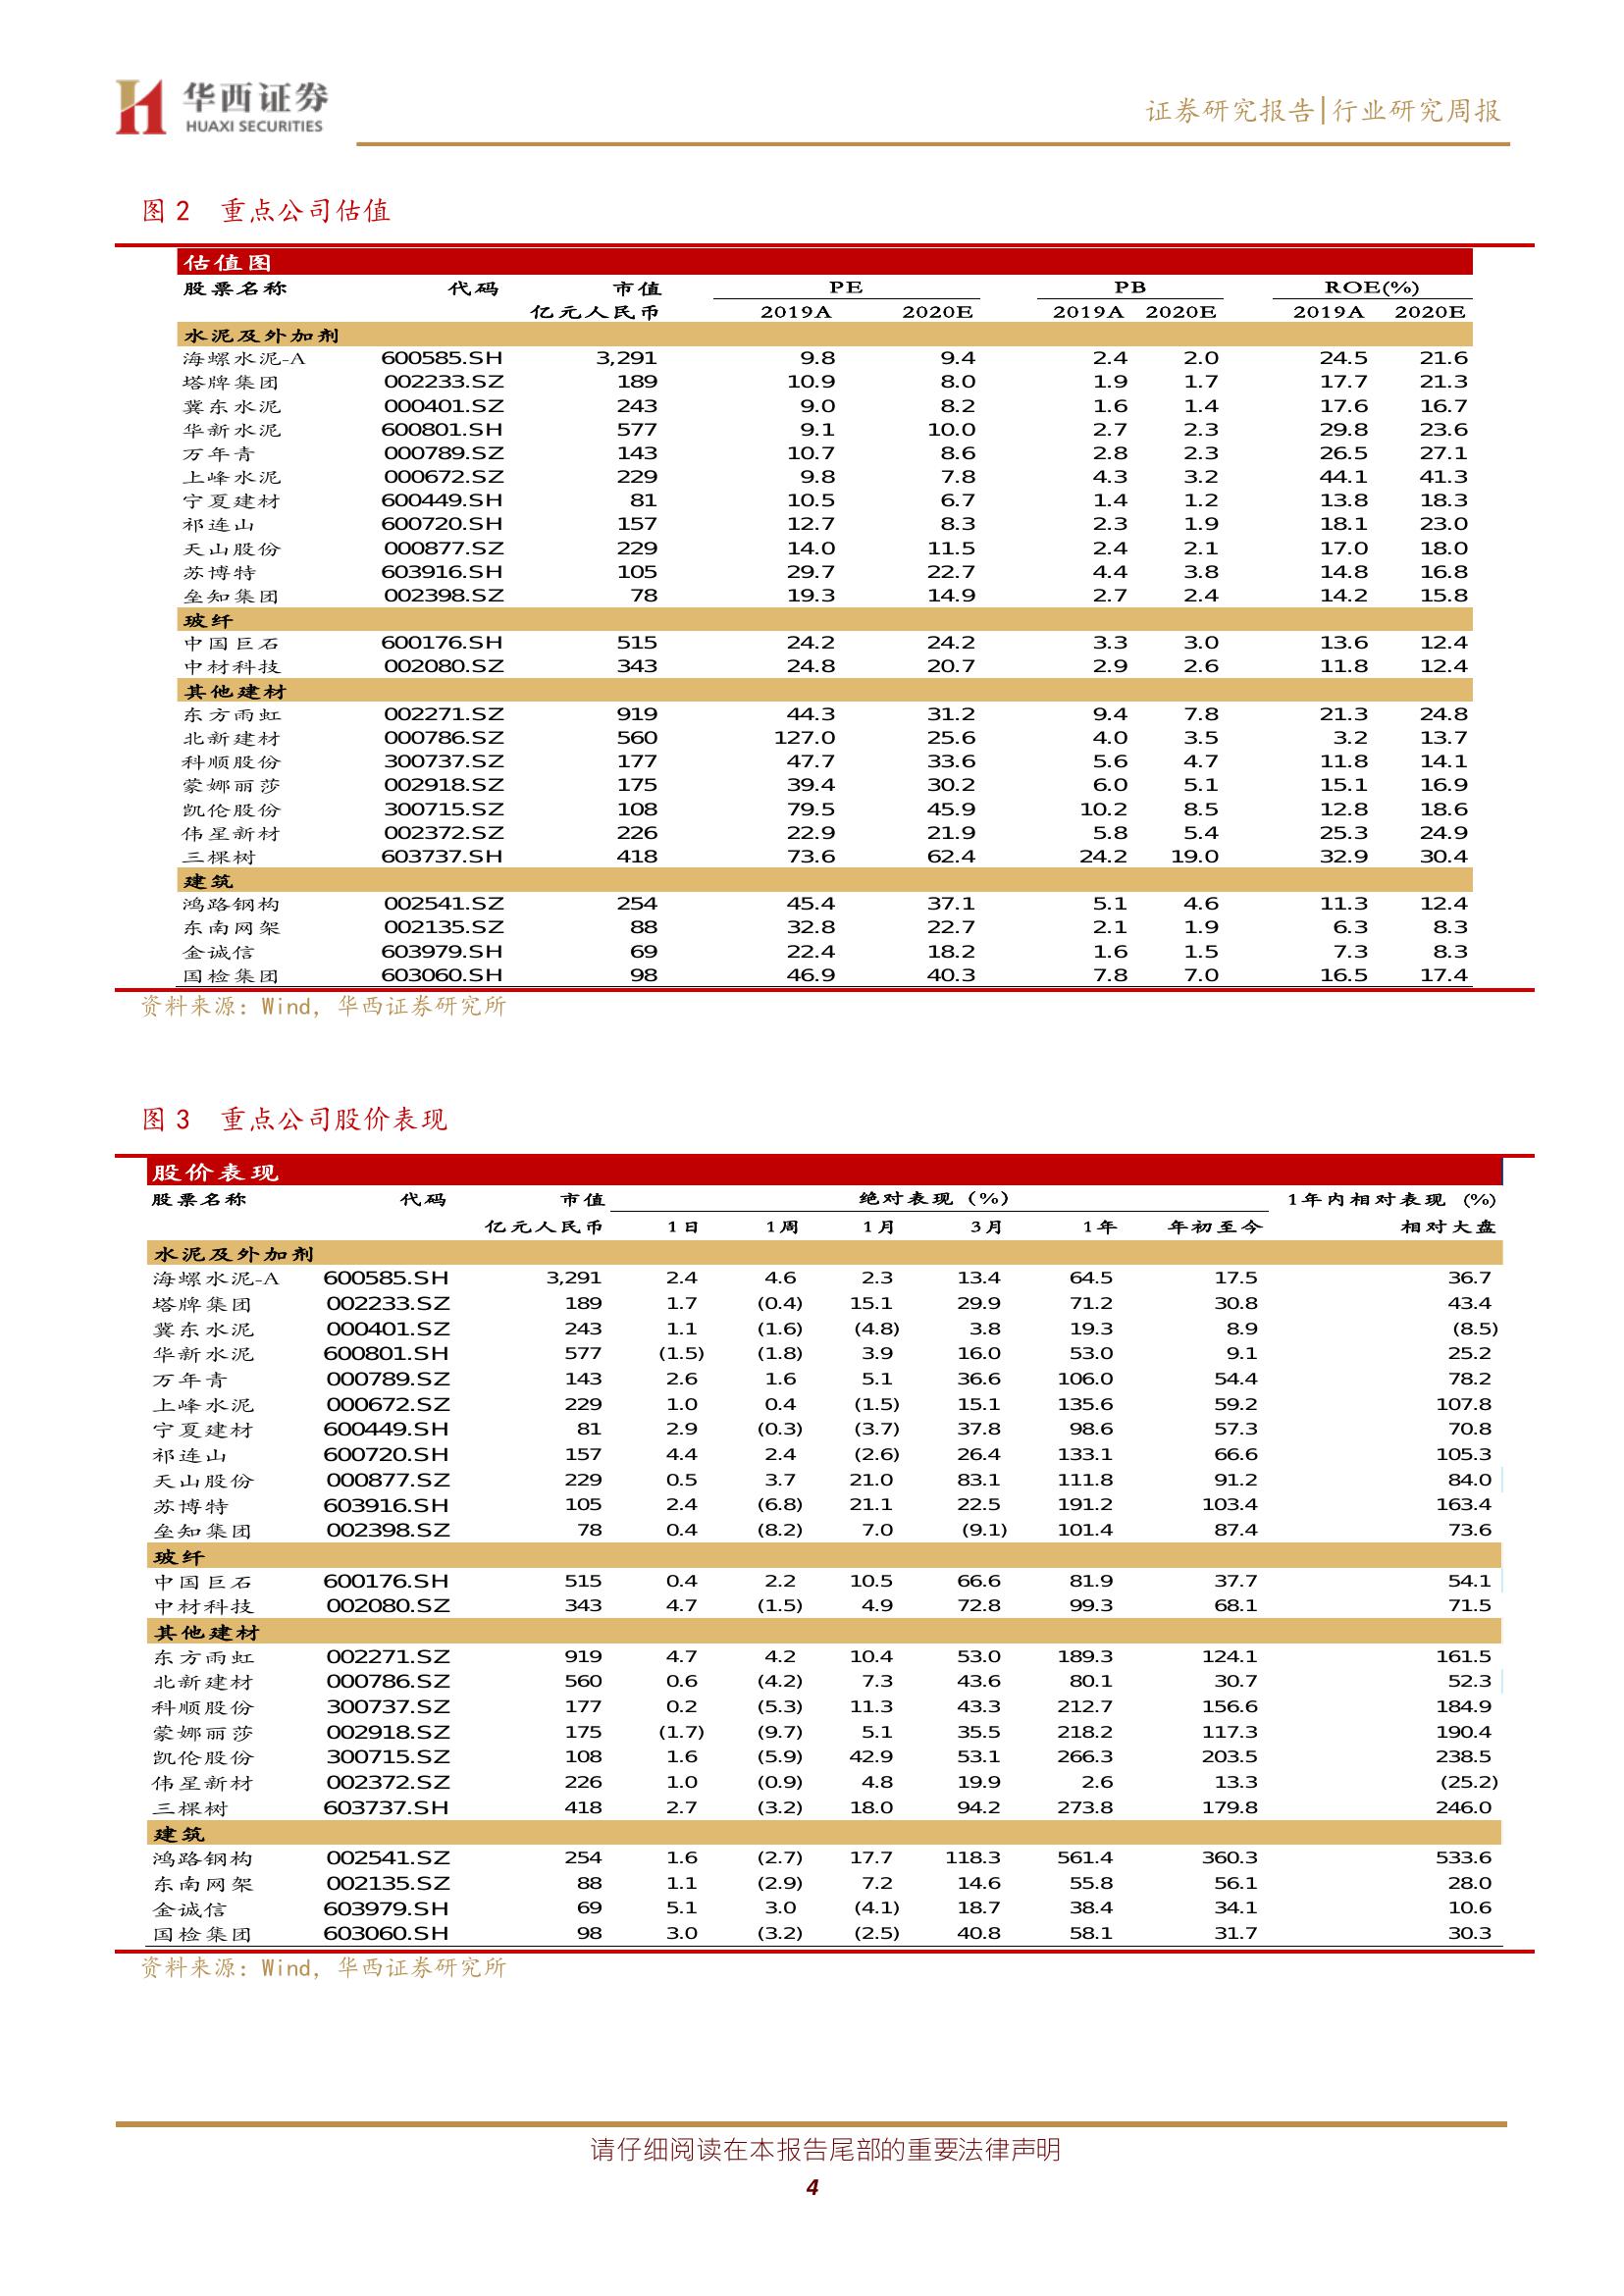 华西证券
HUAXI SECURITIES
证券研究报告|行业研究周报
图 2 重点公司估值
估值图
股票名称 代码 市值 PE PB ROE(%)
亿元人民币 2019A 2020E 2019A 2020E 2019A 2020E
水泥及外加剂
海螺水泥-A 600585.SH 3,291 9.8 9.4 2.4 2.0 24.5 21.6
塔牌集团 002233.SZ 189 10.9 8.0 1.9 1.7 17.7 21.3
冀东水泥 000401.SZ 243 9.0 8.2 1.6 1.4 17.6 16.7
华新水泥 600801.SH 577 9.1 10.0 2.7 2.3 29.8 23.6
万年青 000789.SZ 143 10.7 8.6 2.8 2.3 26.5 27.1
上峰水泥 000672.SZ 229 9.8 7.8 4.3 3.2 44.1 41.3
宁夏建材 600449.SH 81 10.5 6.7 1.4 1.2 13.8 18.3
祁连山 600720.SH 157 12.7 8.3 2.3 1.9 18.1 23.0
天山股份 000877.SZ 229 14.0 11.5 2.4 2.1 17.0 18.0
苏博特 603916.SH 105 29.7 22.7 4.4 3.8 14.8 16.8
垒知集团 002398.SZ 78 19.3 14.9 2.7 2.4 14.2 15.8
玻纤
中国巨石 600176.SH 515 24.2 24.2 3.3 3.0 13.6 12.4
中材科技 002080.SZ 343 24.8 20.7 2.9 2.6 11.8 12.4
其他建材
东方雨虹 002271.SZ 919 44.3 31.2 9.4 7.8 21.3 24.8
北新建材 000786.SZ 560 127.0 25.6 4.0 3.5 3.2 13.7
科顺股份 300737.SZ 177 47.7 33.6 5.6 4.7 11.8 14.1
蒙娜丽莎 002918.SZ 175 39.4 30.2 6.0 5.1 15.1 16.9
凯伦股份 300715.SZ 108 79.5 45.9 10.2 8.5 12.8 18.6
伟星新材 002372.SZ 226 22.9 21.9 5.8 5.4 25.3 24.9
三棵树 603737.SH 418 73.6 62.4 24.2 19.0 32.9 30.4
建筑
鸿路钢构 002541.SZ 254 45.4 37.1 5.1 4.6 11.3 12.4
东南网架 002135.SZ 88 32.8 22.7 2.1 1.9 6.3 8.3
金诚信 603979.SH 69 22.4 18.2 1.6 1.5 7.3 8.3
国检集团 603060.SH 98 46.9 40.3 7.8 7.0 16.5 17.4
资料来源：Wind，华西证券研究所
图 3 重点公司股价表现
股价表现
股票名称 代码 市值 绝对表现（%） 1年内相对表现（%）
亿元人民币 1日 1周 1月 3月 1年 年初至今 相对大盘
水泥及外加剂
海螺水泥-A 600585.SH 3,291 2.4 4.6 2.3 13.4 64.5 17.5 36.7
塔牌集团 002233.SZ 189 1.7 (0.4) 15.1 29.9 71.2 30.8 43.4
冀东水泥 000401.SZ 243 1.1 (1.6) (4.8) 3.8 19.3 8.9 (8.5)
华新水泥 600801.SH 577 (1.5) (1.8) 3.9 16.0 53.0 9.1 25.2
万年青 000789.SZ 143 2.6 1.6 5.1 36.6 106.0 54.4 78.2
上峰水泥 000672.SZ 229 1.0 0.4 (1.5) 15.1 135.6 59.2 107.8
宁夏建材 600449.SH 81 2.9 (0.3) (3.7) 37.8 98.6 57.3 70.8
祁连山 600720.SH 157 4.4 2.4 (2.6) 26.4 133.1 66.6 105.3
天山股份 000877.SZ 229 0.5 3.7 21.0 83.1 111.8 91.2 84.0
苏博特 603916.SH 105 2.4 (6.8) 21.1 22.5 191.2 103.4 163.4
垒知集团 002398.SZ 78 0.4 (8.2) 7.0 (9.1) 101.4 87.4 73.6
玻纤
中国巨石 600176.SH 515 0.4 2.2 10.5 66.6 81.9 37.7 54.1
中材科技 002080.SZ 343 4.7 (1.5) 4.9 72.8 99.3 68.1 71.5
其他建材
东方雨虹 002271.SZ 919 4.7 4.2 10.4 53.0 189.3 124.1 161.5
北新建材 000786.SZ 560 0.6 (4.2) 7.3 43.6 80.1 30.7 52.3
科顺股份 300737.SZ 177 0.2 (5.3) 11.3 43.3 212.7 156.6 184.9
蒙娜丽莎 002918.SZ 175 (1.7) (9.7) 5.1 35.5 218.2 117.3 190.4
凯伦股份 300715.SZ 108 1.6 (5.9) 42.9 53.1 266.3 203.5 238.5
伟星新材 002372.SZ 226 1.0 (0.9) 4.8 19.9 2.6 13.3 (25.2)
三棵树 603737.SH 418 2.7 (3.2) 18.0 94.2 273.8 179.8 246.0
建筑
鸿路钢构 002541.SZ 254 1.6 (2.7) 17.7 118.3 561.4 360.3 533.6
东南网架 002135.SZ 88 1.1 (2.9) 7.2 14.6 55.8 56.1 28.0
金诚信 603979.SH 69 5.1 3.0 (4.1) 18.7 38.4 34.1 10.6
国检集团 603060.SH 98 3.0 (3.2) (2.5) 40.8 58.1 31.7 30.3
资料来源：Wind，华西证券研究所
请仔细阅读在本报告尾部的重要法律声明
4